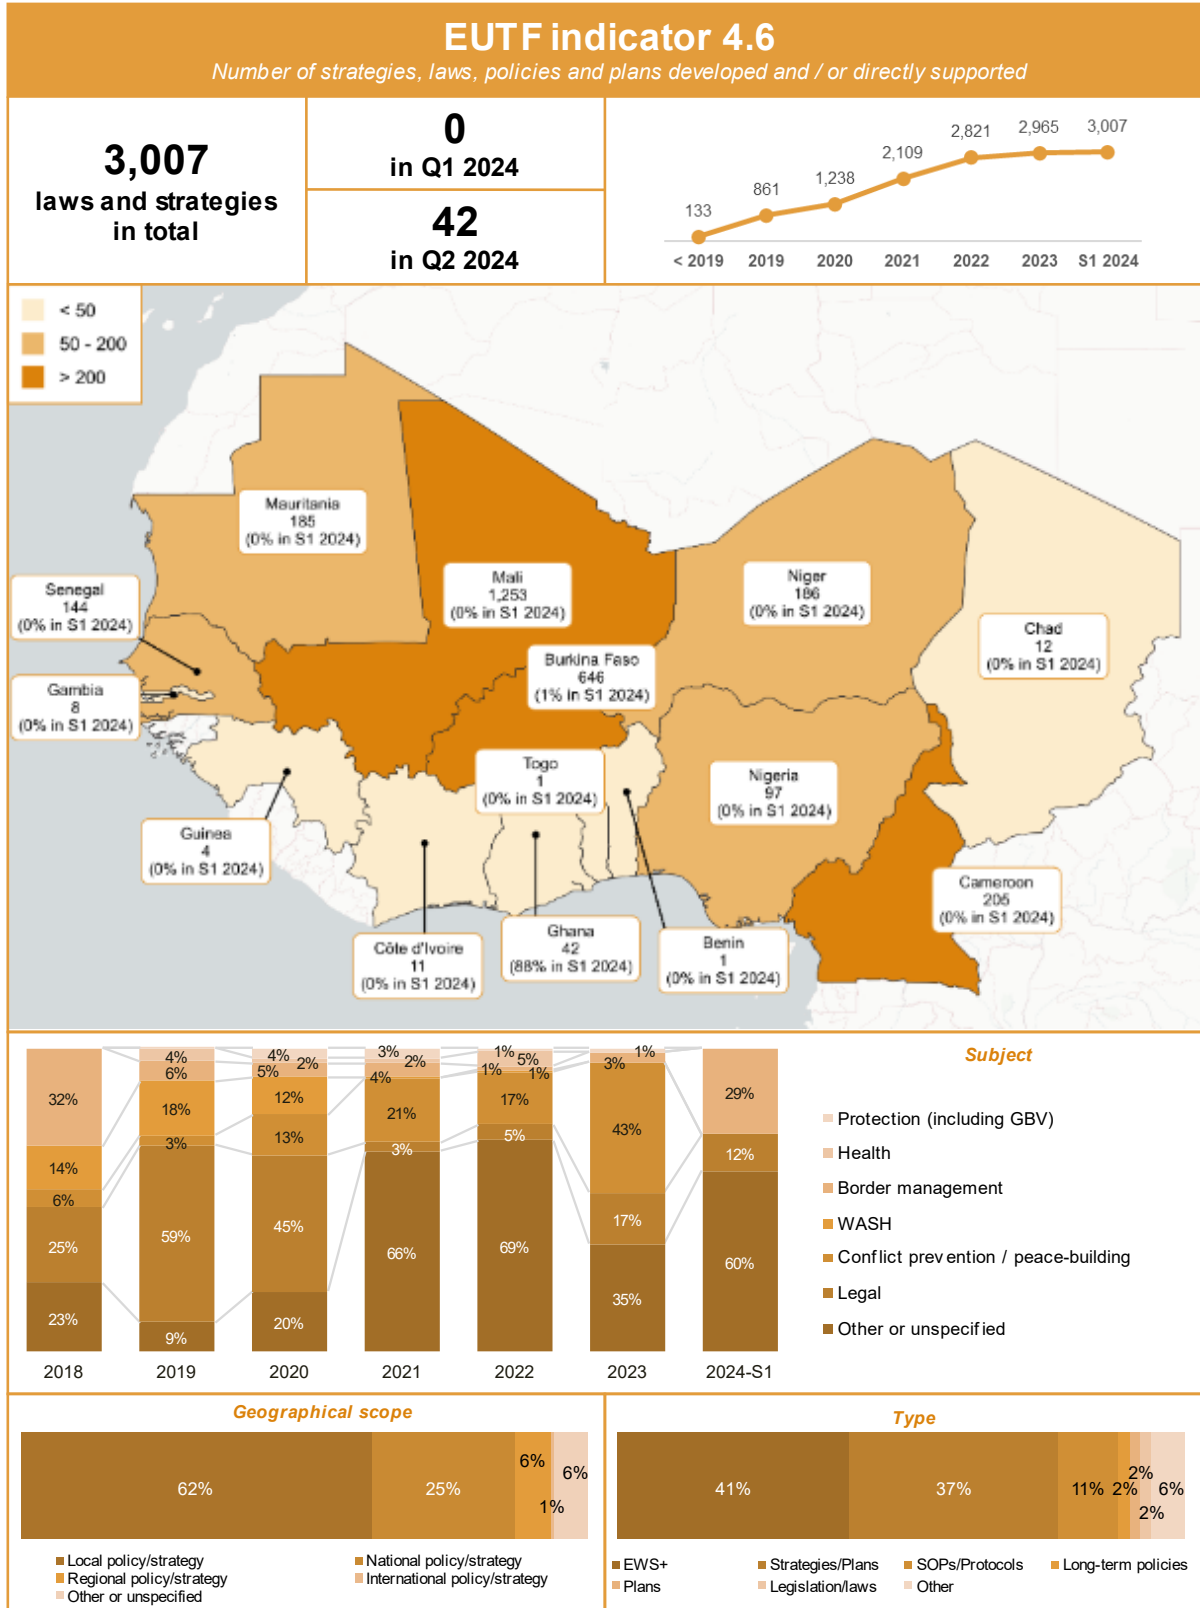 EUTF indicator 4.6
Number of strategies, laws, policies and plans developed and / or directly supported
3,007
laws and strategies
in total
0
in Q1 2024
42
in Q2 2024
133
861
1,238
2,109
2,821
2,965
3,007
< 2019
2019
2020
2021
2022
2023
S1 2024
< 50
50 - 200
> 200
Mauritania
185
(0% in S1 2024)
Senegal
144
(0% in S1 2024)
Gambia
8
(0% in S1 2024)
Mali
1,253
(0% in S1 2024)
Niger
186
(0% in S1 2024)
Chad
12
(0% in S1 2024)
Burkina Faso
646
(1% in S1 2024)
Togo
1
(0% in S1 2024)
Nigeria
97
(0% in S1 2024)
Guinea
4
(0% in S1 2024)
Cameroon
205
(0% in S1 2024)
Côte d'Ivoire
11
(0% in S1 2024)
Ghana
42
(88% in S1 2024)
Benin
1
(0% in S1 2024)
Subject
32%
14%
6%
25%
23%
2018
4%
6%
18%
3%
59%
9%
2019
4%
2%
5%
12%
13%
45%
20%
2020
3%
2%
4%
21%
3%
66%
2021
1%
5%
1%
1%
17%
5%
69%
2022
1%
3%
43%
17%
35%
2023
29%
12%
60%
2024-S1
Protection (including GBV)
Health
Border management
WASH
Conflict prevention / peace-building
Legal
Other or unspecified
Geographical scope
62%
25%
6%
1%
6%
Local policy/strategy
National policy/strategy
Regional policy/strategy
International policy/strategy
Other or unspecified
Type
41%
37%
11%
2%
2%
2%
6%
EWS+
Strategies/Plans
SOPs/Protocols
Long-term policies
Plans
Legislation/laws
Other